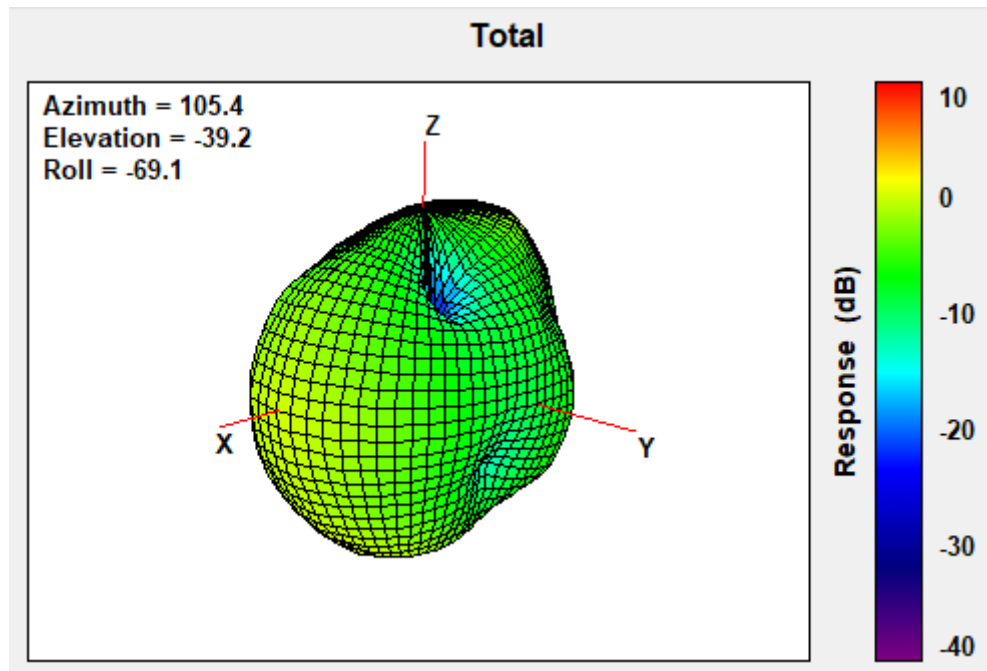 Total
Azimuth = 105.4
Elevation = -39.2
Roll = -69.1
Z
X
Y
10
0
-10
-20
-30
-40
Response (dB)